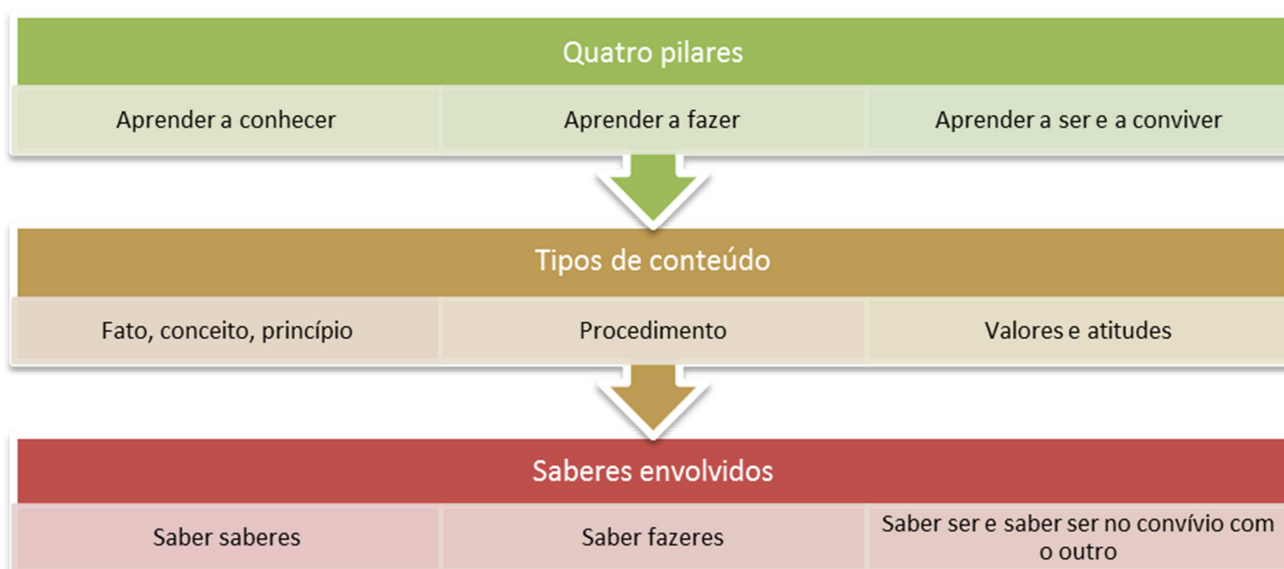 Quatro pilares
Aprender a conhecer
Aprender a fazer
Aprender a ser e a conviver
Tipos de conteúdo
Fato, conceito, princípio
Procedimento
Valores e atitudes
Saberes envolvidos
Saber saberes
Saber fazeres
Saber ser e saber ser no convívio com
o outro